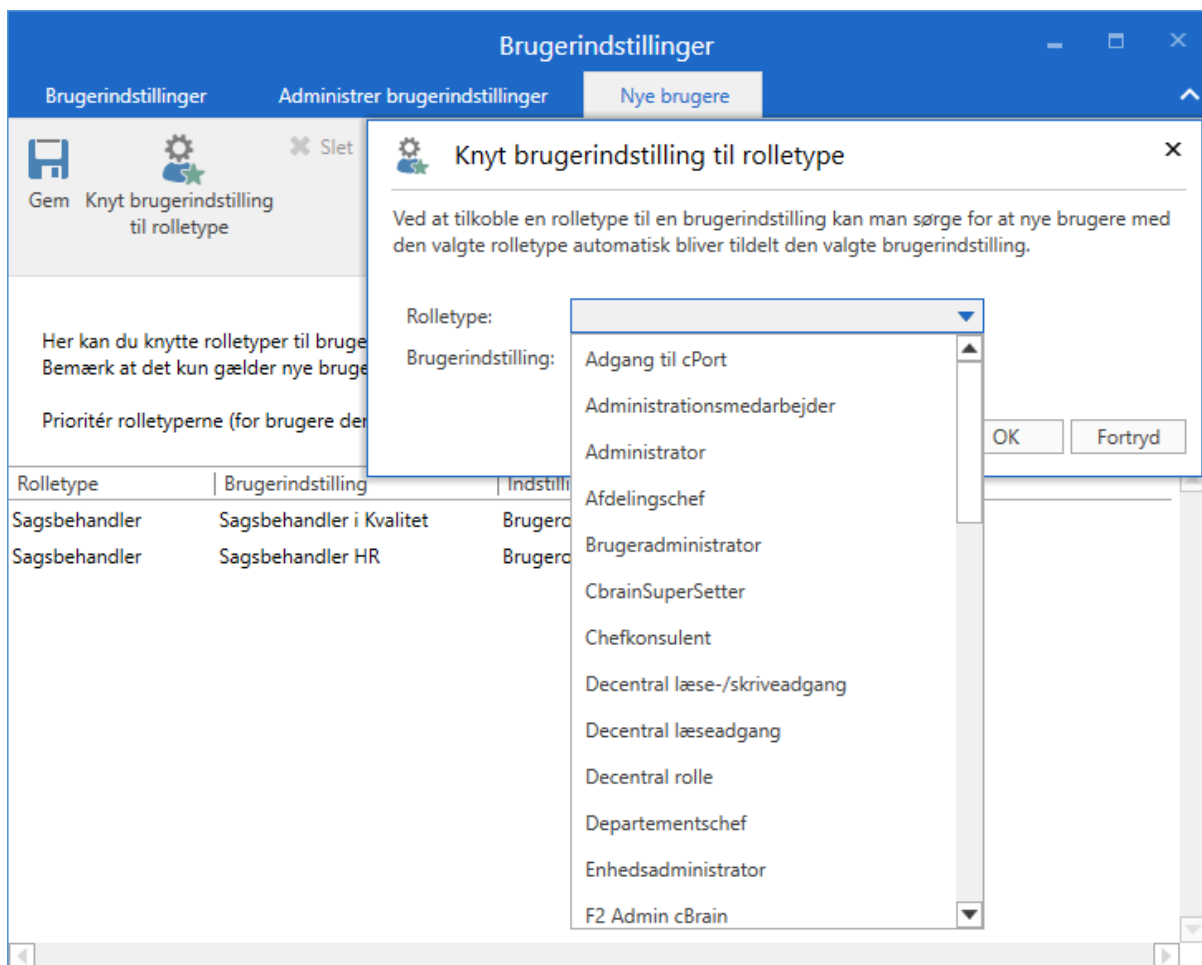 Brugerindstillinger
Brugerindstillinger Administrer brugerindstillinger Nye brugere
Gem
Knyt brugerindstilling
til rolletype
Slet
Knyt brugerindstilling til rolletype
Ved at tilkoble en rolletype til en brugerindstilling kan man sørge for at nye brugere med
den valgte rolletype automatisk bliver tildelt den valgte brugerindstilling.
Rolletype:
Brugerindstilling:
Adgang til cPort
Administrationsmedarbejder
Administrator
Afdelingschef
Brugeradministrator
CbrainSuperSetter
Chefkonsulent
Decentral læse-/skriveadgang
Decentral læseadgang
Decentral rolle
Departementschef
Enhedsadministrator
F2 Admin cBrain
OK Fortryd
Her kan du knytte rolletyper til bruge
Bemærk at det kun gælder nye bruge
Prioritér rolletyperne (for brugere der
Rolletype Brugerindstilling Indstilli
Sagsbehandler Sagsbehandler i Kvalitet Brugero
Sagsbehandler Sagsbehandler HR Brugero